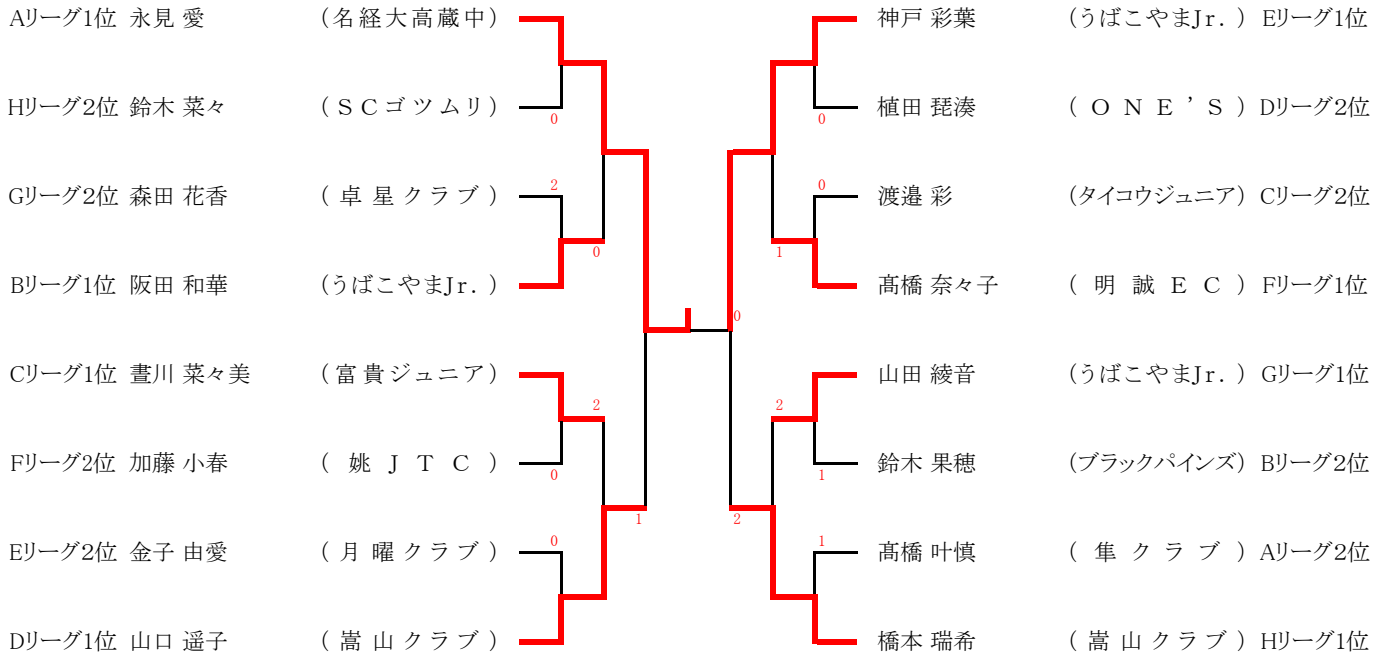 Aリーグ1位 永見 愛 (名経大高蔵中)
Hリーグ2位 鈴木 菜々 (SCゴツムリ)
0
Gリーグ2位 森田 花香 (卓星クラブ)
2
Bリーグ1位 阪田 和華 (うばこやまJr.)
0
Cリーグ1位 晝川 菜々美 (富貴ジュニア)
2
Fリーグ2位 加藤 小春 (姚JTC)
0
1
Eリーグ2位 金子 由愛 (月曜クラブ)
0
Dリーグ1位 山口 遥子 (嵩山クラブ)
神戸 彩葉 (うばこやまJr.) Eリーグ1位
植田 琵湊 (ONE'S) Dリーグ2位
0
渡邉 彩 (タイコウジュニア) Cリーグ2位
0
髙橋 奈々子 (明誠EC) Fリーグ1位
1
0
山田 綾音 (うばこやまJr.) Gリーグ1位
2
鈴木 果穂 (ブラックパインズ) Bリーグ2位
1
2
髙橋 叶慎 (隼クラブ) Aリーグ2位
1
橋本 瑞希 (嵩山クラブ) Hリーグ1位